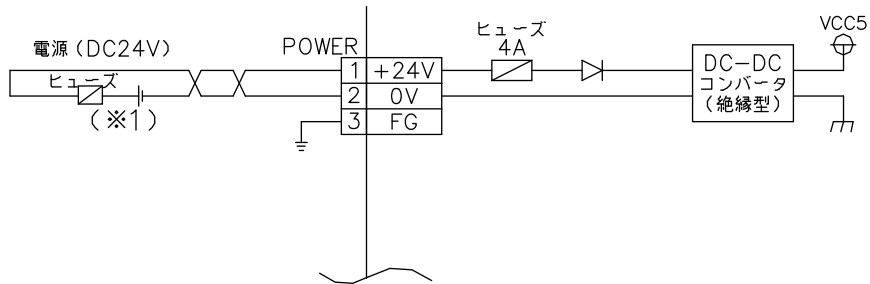 電源(DC24V)
ヒューズ
(※1)
POWER
1 +24V
2 0V
3 FG
ヒューズ
4A
DC-DC
コンバータ
(絶縁型)
VCC5